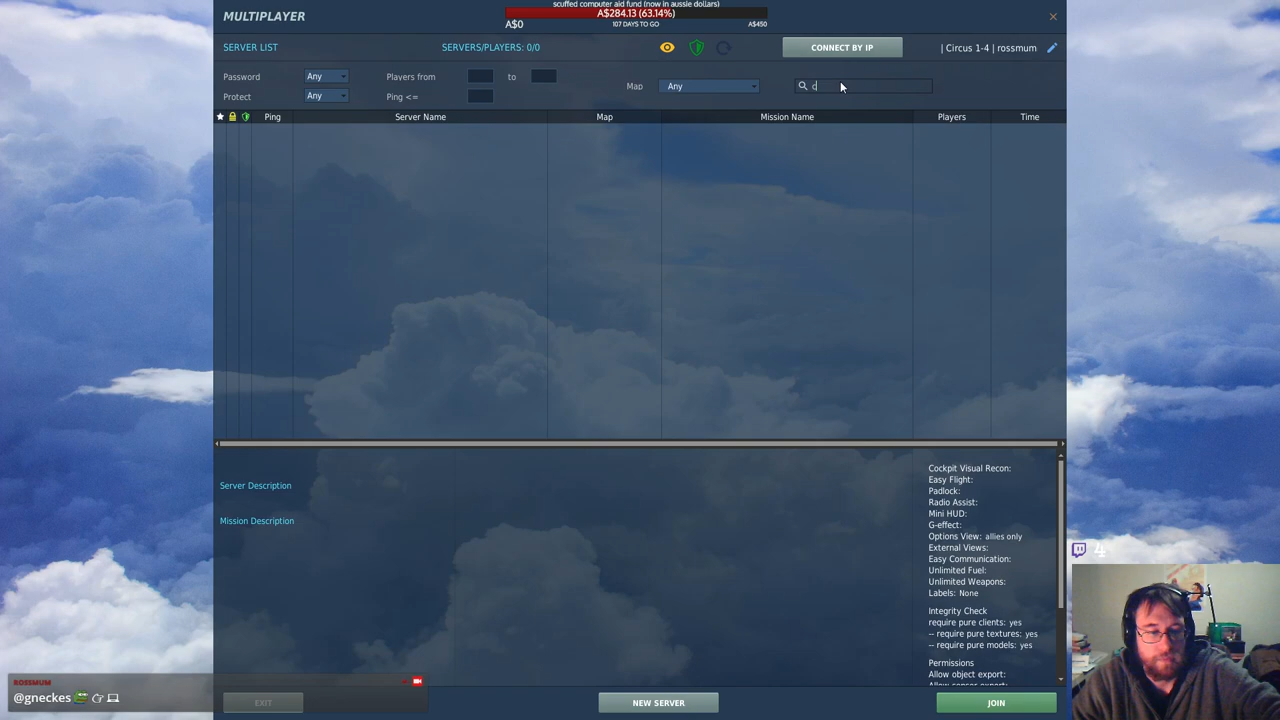 scuffed computer aid fund (now in aussie dollars)
MULTIPLAYER
A$284.13 (63.14%)
A$0 107 DAYS TO GO A$450
SERVER LIST SERVERS/PLAYERS: 0/0 CONNECT BY IP | Circus 1-4 | rossmum
Password Any Players from to
Map Any c
Protect Any Ping <=
Ping Server Name Map Mission Name Players Time
Server Description
Mission Description
Cockpit Visual Recon:
Easy Flight:
Padlock:
Radio Assist:
Mini HUD:
G-effect:
Options View: allies only
External Views:
Easy Communication:
Unlimited Fuel:
Unlimited Weapons:
Labels: None
Integrity Check
require pure clients: yes
-- require pure textures: yes
-- require pure models: yes
Permissions
Allow object export:
Allow sensor export:
4
ROSSMUM
@gneckes
EXIT NEW SERVER JOIN